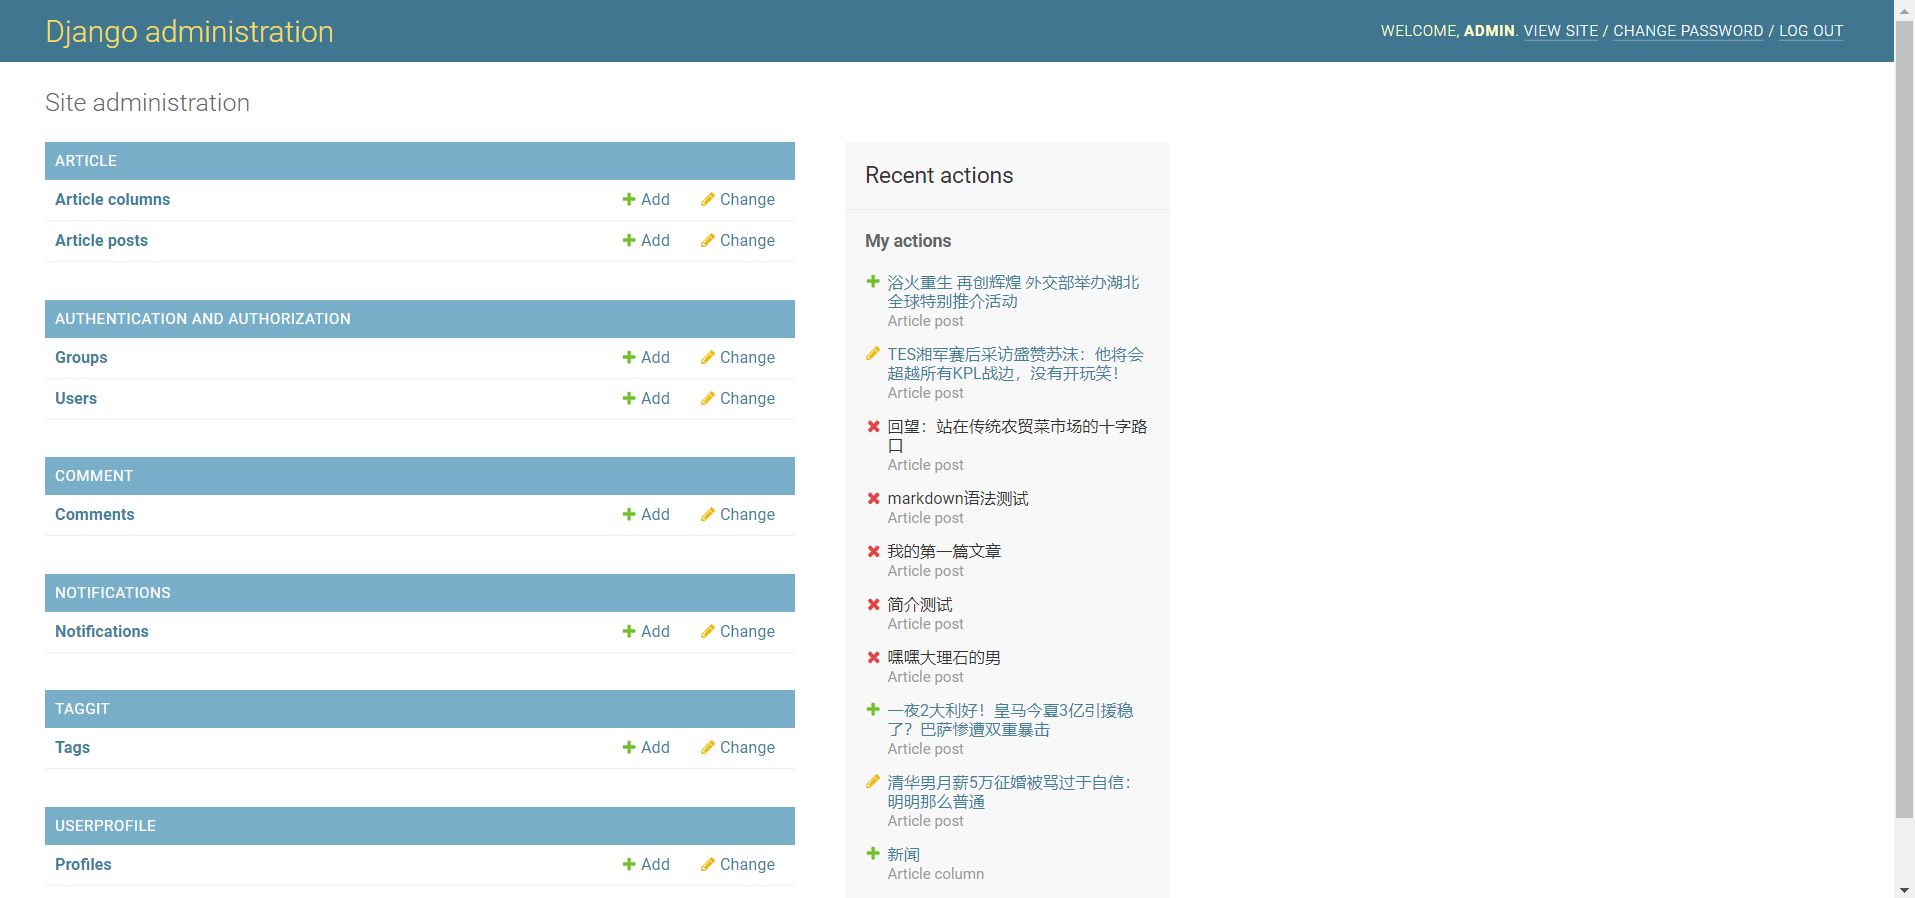 Django administration
WELCOME, ADMIN. VIEW SITE / CHANGE PASSWORD / LOG OUT
Site administration
ARTICLE
Article columns Add Change
Article posts Add Change
AUTHENTICATION AND AUTHORIZATION
Groups Add Change
Users Add Change
COMMENT
Comments Add Change
NOTIFICATIONS
Notifications Add Change
TAGGIT
Tags Add Change
USERPROFILE
Profiles Add Change
Recent actions
My actions
浴火重生 再创辉煌 外交部举办湖北
全球特别推介活动
Article post
TES湘军赛后采访盛赞苏沫：他将会
超越所有KPL战边，没有开玩笑！
Article post
回望：站在传统农贸菜市场的十字路
口
Article post
markdown语法测试
Article post
我的第一篇文章
Article post
简介测试
Article post
嘿嘿大理石的男
Article post
一夜2大利好！皇马今夏3亿引援稳
了？巴萨惨遭双重暴击
Article post
清华男月薪5万征婚被骂过于自信：
明明那么普通
Article post
新闻
Article column